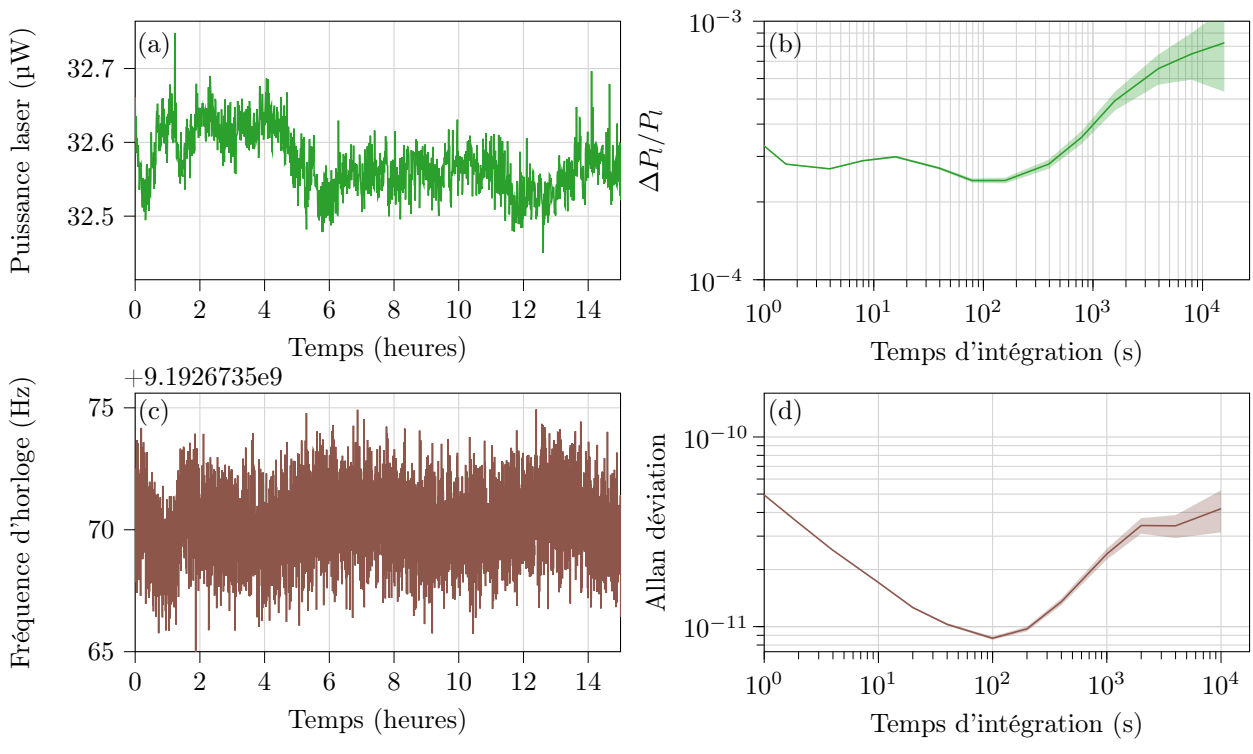 (a)
Puissance laser (µW)
32.7
32.6
32.5
0 2 4 6 8 10 12 14
Temps (heures)
(b)
ΔPₗ/Pₗ
10⁻³
10⁻⁴
10⁰ 10¹ 10² 10³ 10⁴
Temps d'intégration (s)
+9.1926735e9
(c)
Fréquence d'horloge (Hz)
75
70
65
0 2 4 6 8 10 12 14
Temps (heures)
(d)
Allan déviation
10⁻¹⁰
10⁻¹¹
10⁰ 10¹ 10² 10³ 10⁴
Temps d'intégration (s)